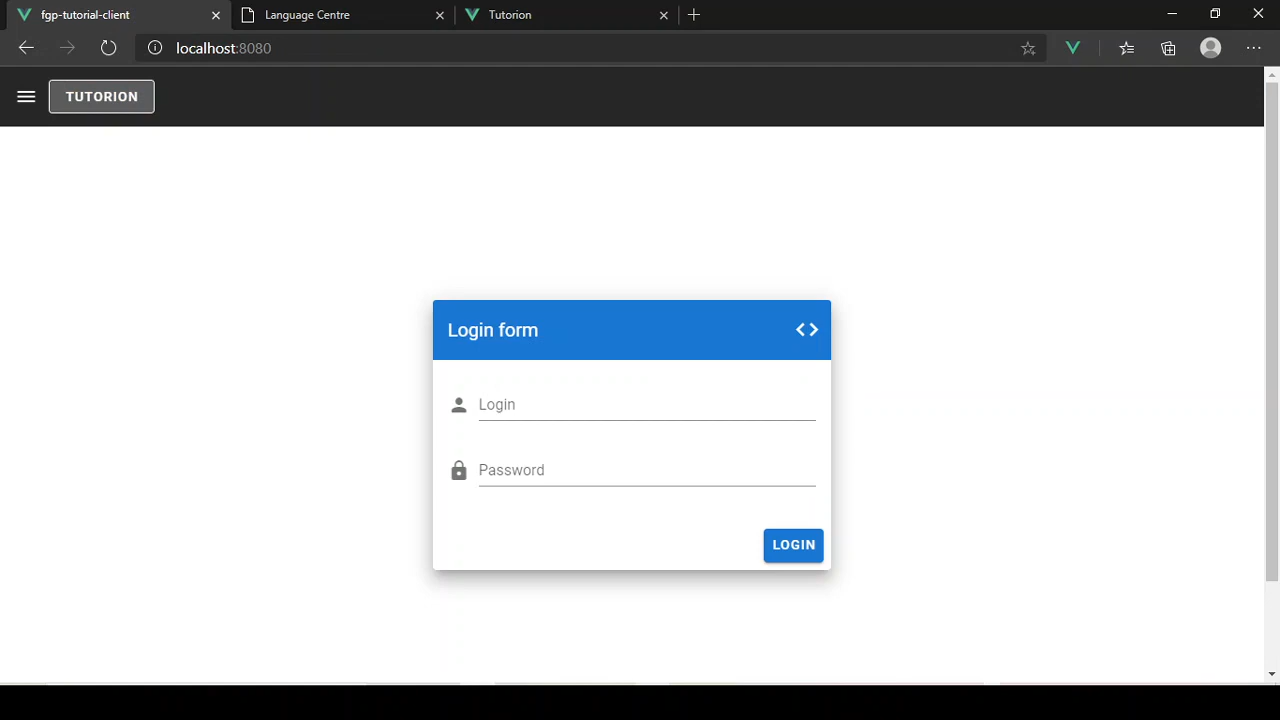 fgp-tutorial-client
Language Centre
Tutorion
localhost:8080
TUTORION
Login form
Login
Password
LOGIN